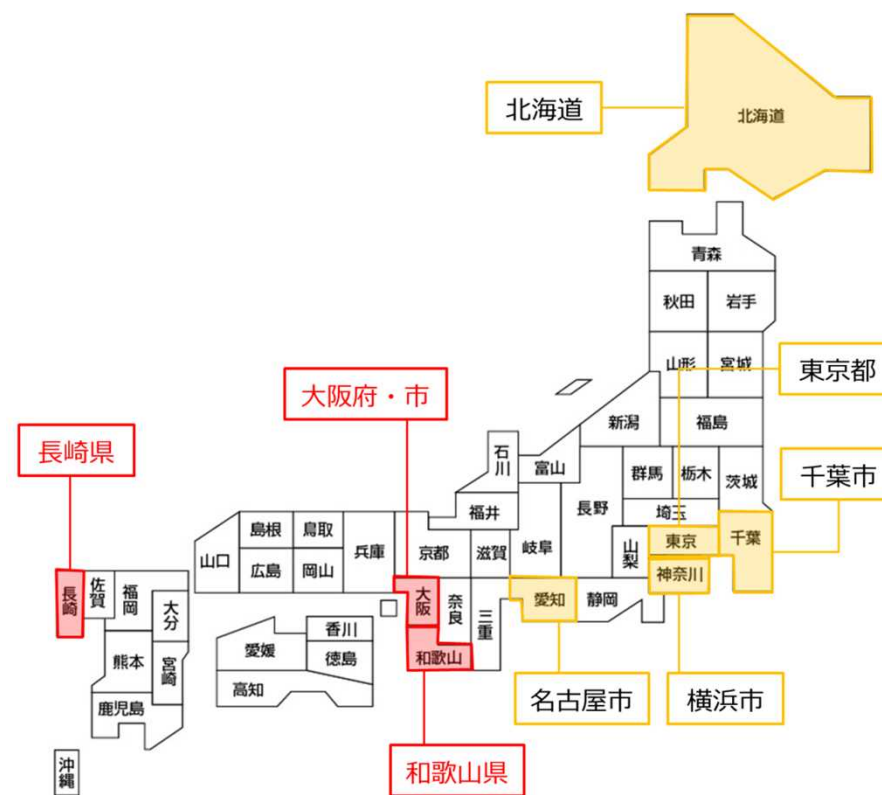 北海道
北海道
青森
秋田
岩手
山形
宮城
東京都
大阪府・市
新潟
福島
長崎県
石川
富山
群馬
栃木
茨城
千葉市
福井
長野
埼玉
島根
鳥取
兵庫
京都
滋賀
岐阜
山梨
東京
千葉
山口
広島
岡山
神奈川
長崎
佐賀
福岡
大分
大阪
奈良
三重
愛知
静岡
香川
愛媛
徳島
和歌山
熊本
宮崎
高知
名古屋市
横浜市
鹿児島
沖縄
和歌山県